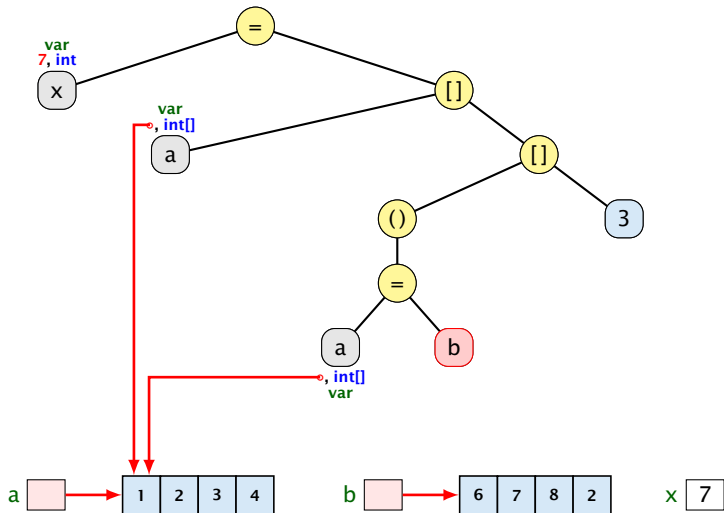 =
var
7, int
x
[]
var
, int[]
a
[]
()
3
=
a
b
, int[]
var
a 1 2 3 4 b 6 7 8 2 x 7